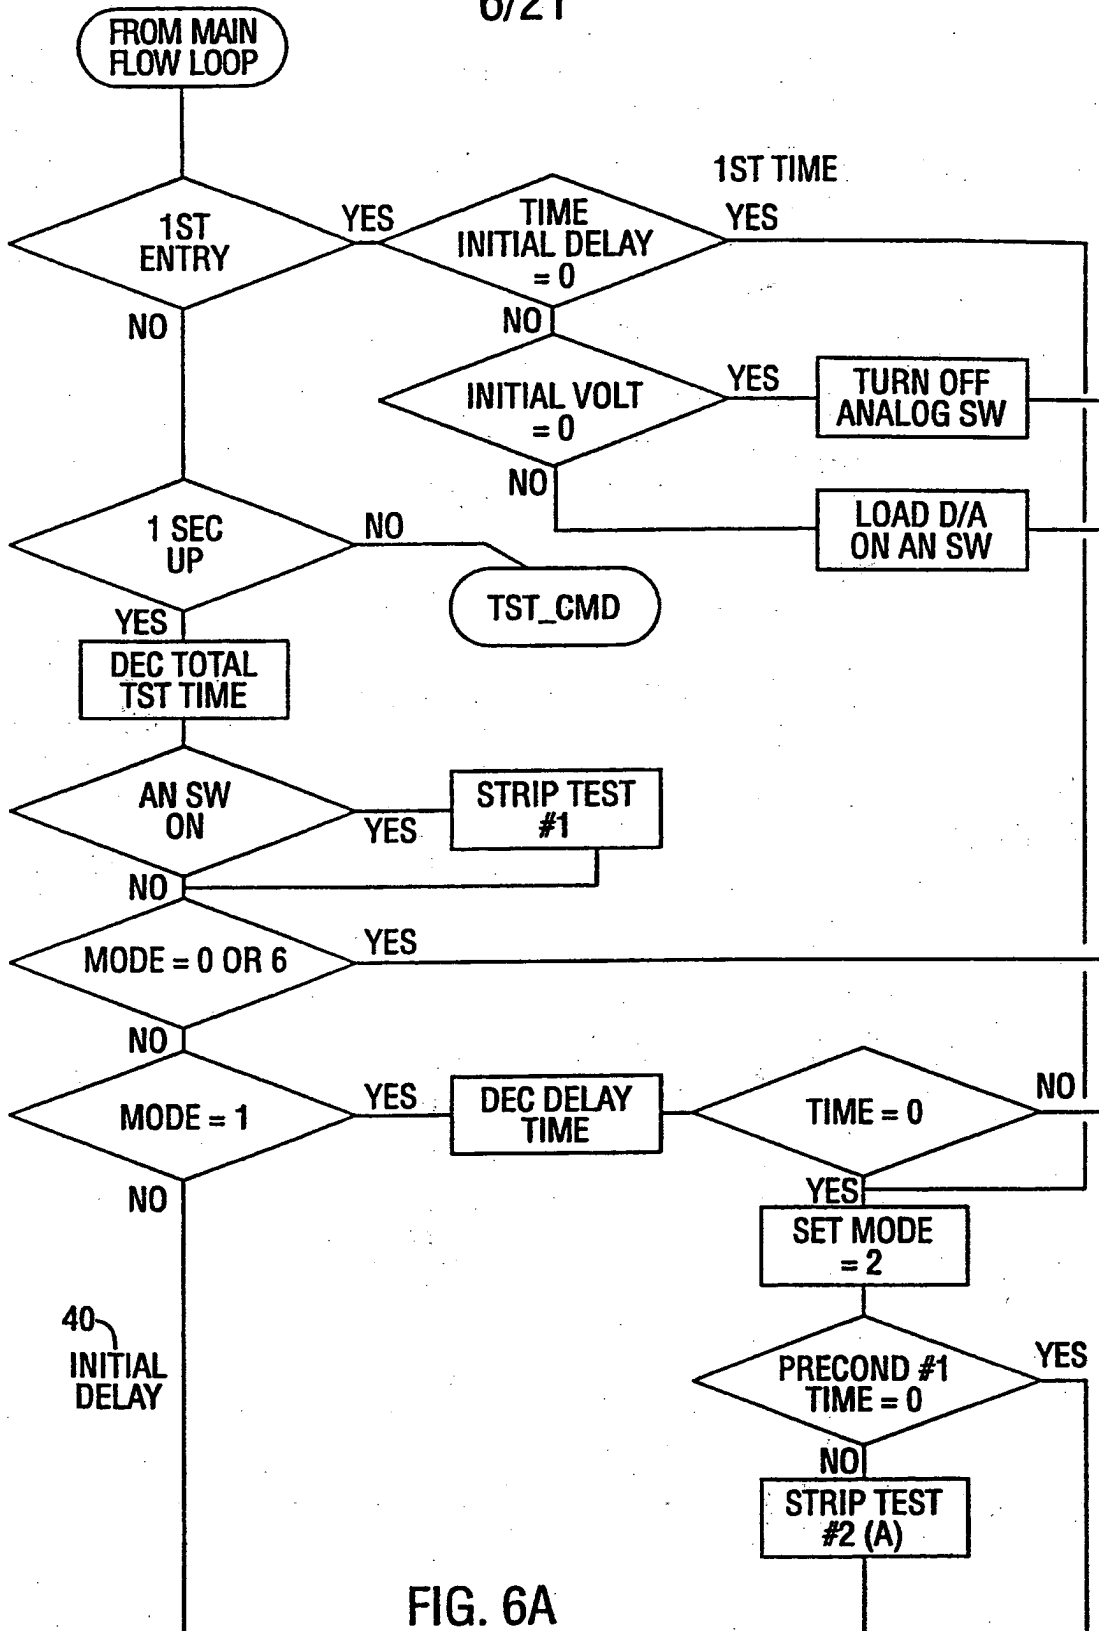 6/21
FROM MAIN
FLOW LOOP
1ST TIME
1ST
ENTRY
YES
TIME
INITIAL DELAY
= 0
YES
NO
NO
INITIAL VOLT
= 0
YES
TURN OFF
ANALOG SW
NO
LOAD D/A
ON AN SW
1 SEC
UP
NO
TST_CMD
YES
DEC TOTAL
TST TIME
AN SW
ON
YES
STRIP TEST
#1
NO
MODE = 0 OR 6
YES
NO
MODE = 1
YES
DEC DELAY
TIME
TIME = 0
NO
NO
YES
SET MODE
= 2
40
INITIAL
DELAY
PRECOND #1
TIME = 0
YES
NO
STRIP TEST
#2 (A)
FIG. 6A